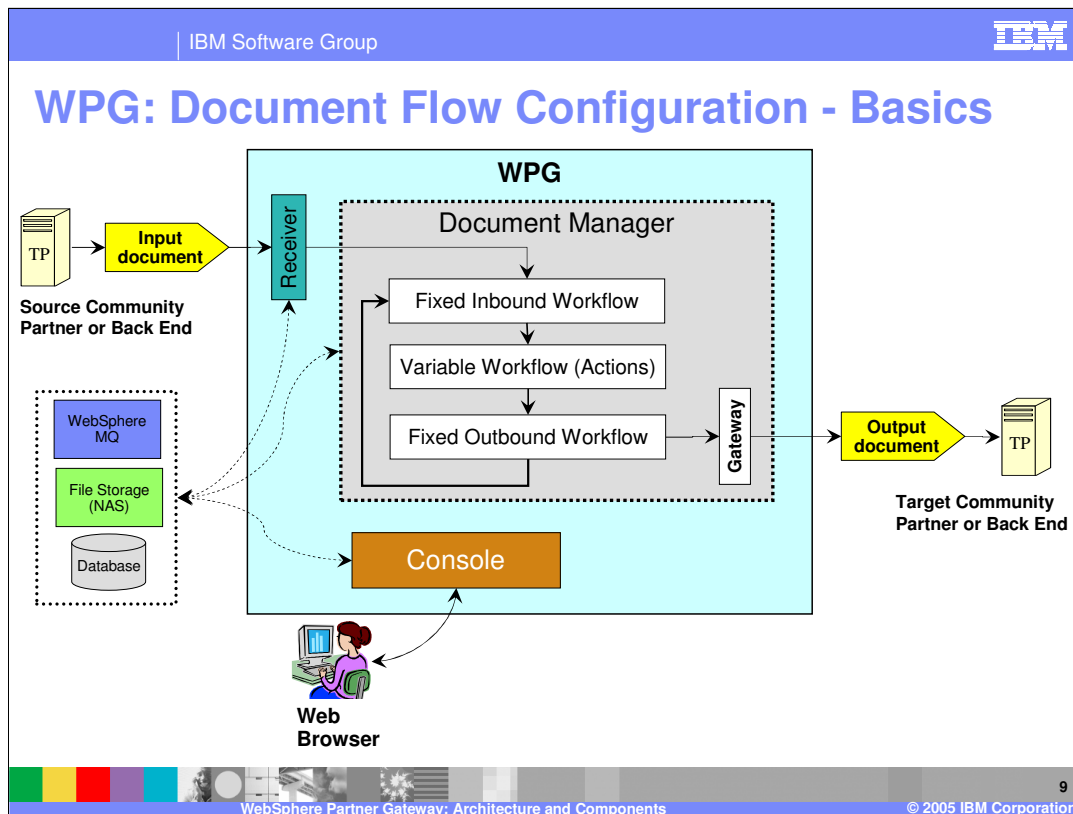 IBM Software Group
IBM
WPG: Document Flow Configuration - Basics
WPG
Document Manager
Receiver
TP
Input
document
Source Community
Partner or Back End
Fixed Inbound Workflow
Variable Workflow (Actions)
Fixed Outbound Workflow
Gateway
Output
document
TP
Target Community
Partner or Back End
WebSphere
MQ
File Storage
(NAS)
Database
Console
Web
Browser
9
WebSphere Partner Gateway: Architecture and Components
© 2005 IBM Corporation